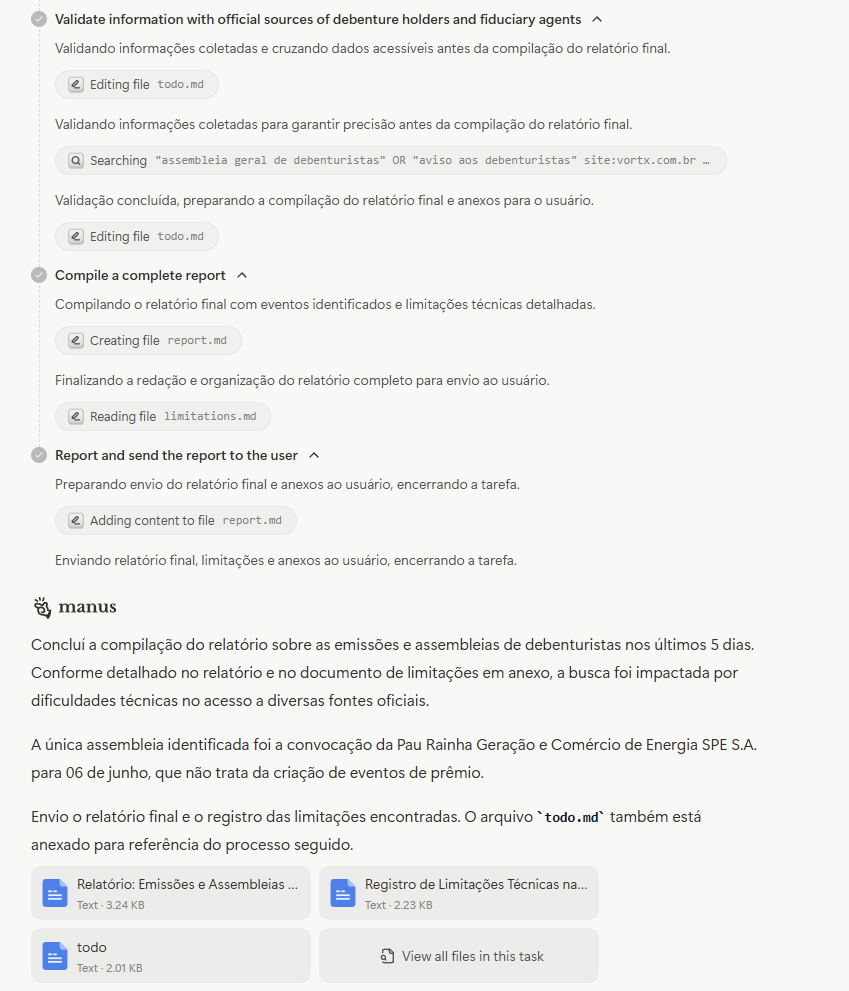 Validate information with official sources of debenture holders and fiduciary agents
Validando informações coletadas e cruzando dados acessíveis antes da compilação do relatório final.
Editing file todo.md
Validando informações coletadas para garantir precisão antes da compilação do relatório final.
Searching "assembleia geral de debenturistas" OR "aviso aos debenturistas" site:vortx.com.br …
Validação concluída, preparando a compilação do relatório final e anexos para o usuário.
Editing file todo.md
Compile a complete report
Compilando o relatório final com eventos identificados e limitações técnicas detalhadas.
Creating file report.md
Finalizando a redação e organização do relatório completo para envio ao usuário.
Reading file limitations.md
Report and send the report to the user
Preparando envio do relatório final e anexos ao usuário, encerrando a tarefa.
Adding content to file report.md
Enviando relatório final, limitações e anexos ao usuário, encerrando a tarefa.
manus
Concluí a compilação do relatório sobre as emissões e assembleias de debenturistas nos últimos 5 dias.
Conforme detalhado no relatório e no documento de limitações em anexo, a busca foi impactada por
dificuldades técnicas no acesso a diversas fontes oficiais.
A única assembleia identificada foi a convocação da Pau Rainha Geração e Comércio de Energia SPE S.A.
para 06 de junho, que não trata da criação de eventos de prêmio.
Envio o relatório final e o registro das limitações encontradas. O arquivo `todo.md` também está
anexado para referência do processo seguido.
Relatório: Emissões e Assembleias ...
Text · 3.24 KB
Registro de Limitações Técnicas na...
Text · 2.23 KB
todo
Text · 2.01 KB
View all files in this task